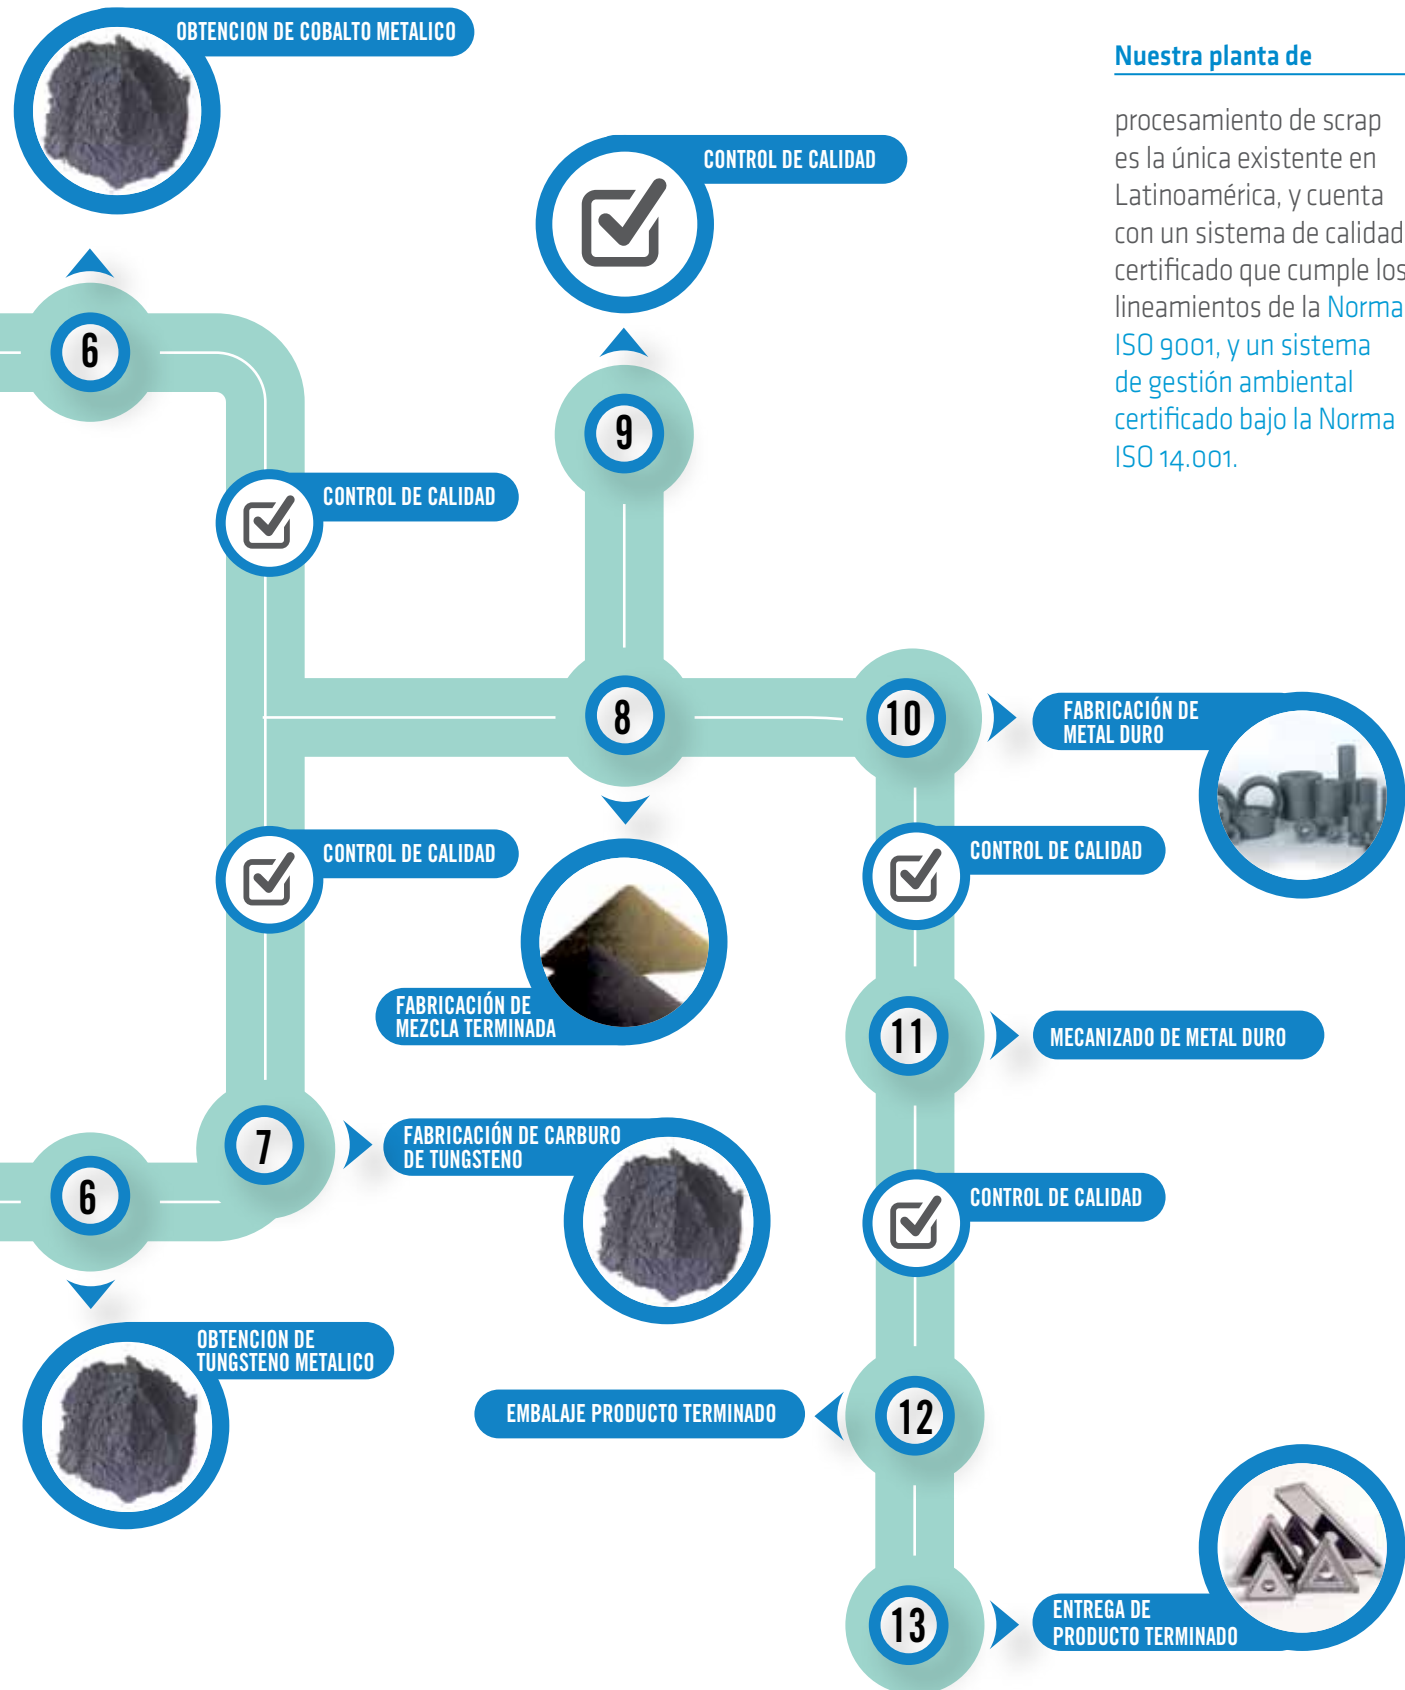 OBTENCION DE COBALTO METALICO
Nuestra planta de
procesamiento de scrap
es la única existente en
Latinoamérica, y cuenta
con un sistema de calidad
certificado que cumple los
lineamientos de la Norma
ISO 9001, y un sistema
de gestión ambiental
certificado bajo la Norma
ISO 14.001.
CONTROL DE CALIDAD
6
9
CONTROL DE CALIDAD
8
10
FABRICACIÓN DE
METAL DURO
CONTROL DE CALIDAD
CONTROL DE CALIDAD
FABRICACIÓN DE
MEZCLA TERMINADA
11
MECANIZADO DE METAL DURO
7
FABRICACIÓN DE CARBURO
DE TUNGSTENO
6
CONTROL DE CALIDAD
OBTENCION DE
TUNGSTENO METALICO
EMBALAJE PRODUCTO TERMINADO
12
13
ENTREGA DE
PRODUCTO TERMINADO